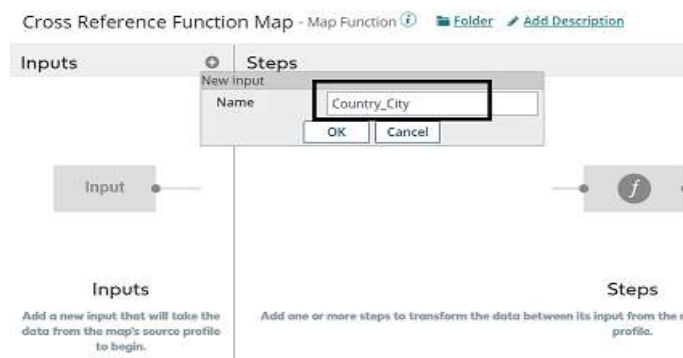 Cross Reference Function Map - Map Function i Folder Add Description
Inputs Steps
New Input
Name Country_City
OK Cancel
Input f
Inputs Steps
Add a new input that will take the data from the map's source profile to begin.
Add one or more steps to transform the data between its input from the
profile.